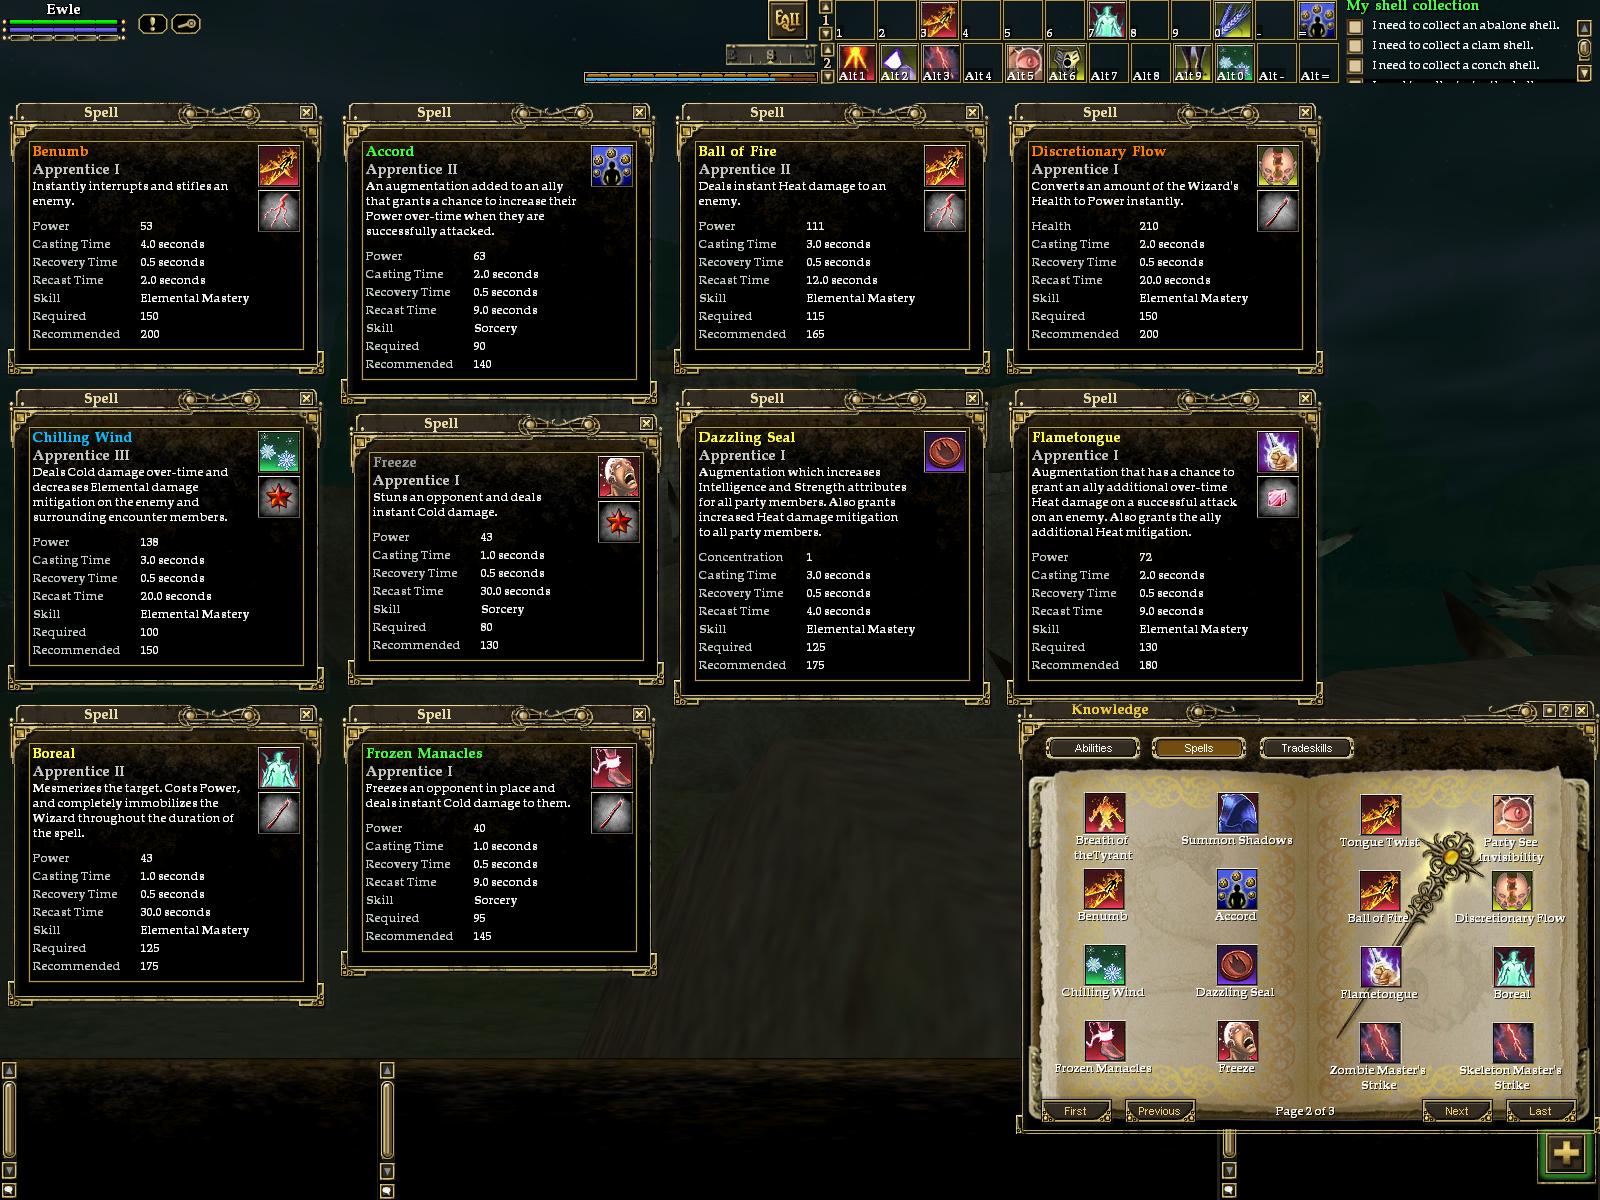 Ewle
EQII
1
1 2 3 4 5 6 7 8 9 0 - =
2
Alt1 Alt2 Alt3 Alt4 Alt5 Alt6 Alt7 Alt8 Alt9 Alt0 Alt- Alt=
S
My shell collection
I need to collect an abalone shell.
I need to collect a clam shell.
I need to collect a conch shell.
Spell
Benumb
Apprentice I
Instantly interrupts and stifles an
enemy.
Power 53
Casting Time 4.0 seconds
Recovery Time 0.5 seconds
Recast Time 2.0 seconds
Skill Elemental Mastery
Required 150
Recommended 200
Spell
Accord
Apprentice II
An augmentation added to an ally
that grants a chance to increase their
Power over-time when they are
successfully attacked.
Power 63
Casting Time 2.0 seconds
Recovery Time 0.5 seconds
Recast Time 9.0 seconds
Skill Sorcery
Required 90
Recommended 140
Spell
Ball of Fire
Apprentice II
Deals instant Heat damage to an
enemy.
Power 111
Casting Time 3.0 seconds
Recovery Time 0.5 seconds
Recast Time 12.0 seconds
Skill Elemental Mastery
Required 115
Recommended 165
Spell
Discretionary Flow
Apprentice I
Converts an amount of the Wizard's
Health to Power instantly.
Health 210
Casting Time 2.0 seconds
Recovery Time 0.5 seconds
Recast Time 20.0 seconds
Skill Elemental Mastery
Required 150
Recommended 200
Spell
Chilling Wind
Apprentice III
Deals Cold damage over-time and
decreases Elemental damage
mitigation on the enemy and
surrounding encounter members.
Power 138
Casting Time 3.0 seconds
Recovery Time 0.5 seconds
Recast Time 20.0 seconds
Skill Elemental Mastery
Required 100
Recommended 150
Spell
Freeze
Apprentice I
Stuns an opponent and deals
instant Cold damage.
Power 43
Casting Time 1.0 seconds
Recovery Time 0.5 seconds
Recast Time 30.0 seconds
Skill Sorcery
Required 80
Recommended 130
Spell
Dazzling Seal
Apprentice I
Augmentation which increases
Intelligence and Strength attributes
for all party members. Also grants
increased Heat damage mitigation
to all party members.
Concentration 1
Casting Time 3.0 seconds
Recovery Time 0.5 seconds
Recast Time 4.0 seconds
Skill Elemental Mastery
Required 125
Recommended 175
Spell
Flametongue
Apprentice I
Augmentation that has a chance to
grant an ally additional over-time
Heat damage on a successful attack
on an enemy. Also grants the ally
additional Heat mitigation.
Power 72
Casting Time 2.0 seconds
Recovery Time 0.5 seconds
Recast Time 9.0 seconds
Skill Elemental Mastery
Required 130
Recommended 180
Spell
Boreal
Apprentice II
Mesmerizes the target. Costs Power,
and completely immobilizes the
Wizard throughout the duration of
the spell.
Power 43
Casting Time 1.0 seconds
Recovery Time 0.5 seconds
Recast Time 30.0 seconds
Skill Elemental Mastery
Required 125
Recommended 175
Spell
Frozen Manacles
Apprentice I
Freezes an opponent in place and
deals instant Cold damage to them.
Power 40
Casting Time 1.0 seconds
Recovery Time 0.5 seconds
Recast Time 9.0 seconds
Skill Sorcery
Required 95
Recommended 145
Knowledge
Abilities Spells Tradeskills
Breath of
the Tyrant
Summon Shadows
Tongue Twist
Party See
Invisibility
Benumb Accord Ball of Fire Discretionary Flow
Chilling Wind Dazzling Seal Flametongue Boreal
Frozen Manacles Freeze
Zombie Master's
Strike
Skeleton Master's
Strike
First Previous Page 2 of 3 Next Last